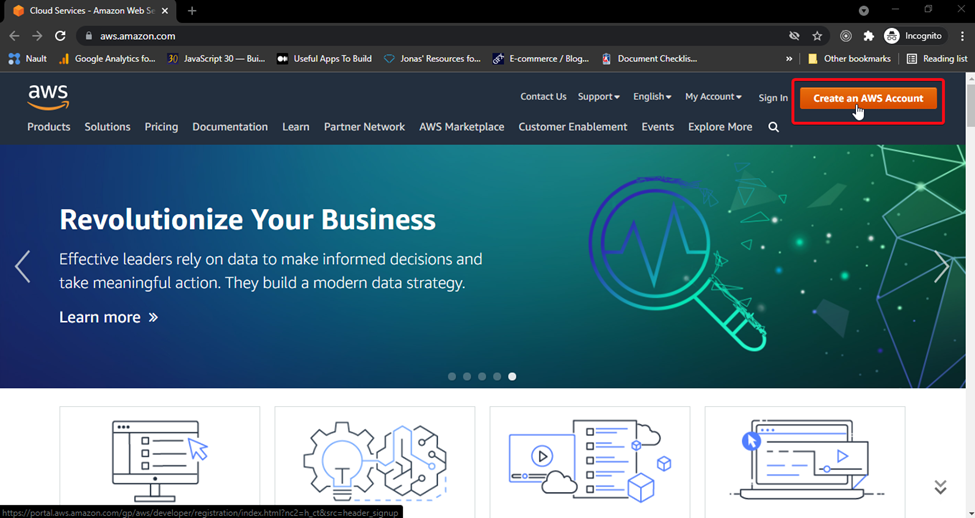 Cloud Services - Amazon Web Se
aws.amazon.com
Incognito
Nault
Google Analytics fo...
30
JavaScript 30 — Bui...
Useful Apps To Build
Jonas' Resources fo...
E-commerce / Blog...
Document Checklis...
»
Other bookmarks
Reading list
aws
Contact Us
Support
English
My Account
Sign In
Create an AWS Account
Products
Solutions
Pricing
Documentation
Learn
Partner Network
AWS Marketplace
Customer Enablement
Events
Explore More
Revolutionize Your Business
Effective leaders rely on data to make informed decisions and
take meaningful action. They build a modern data strategy.
Learn more »
https://portal.aws.amazon.com/gp/aws/developer/registration/index.html?nc2=h_ct&src=header_signup